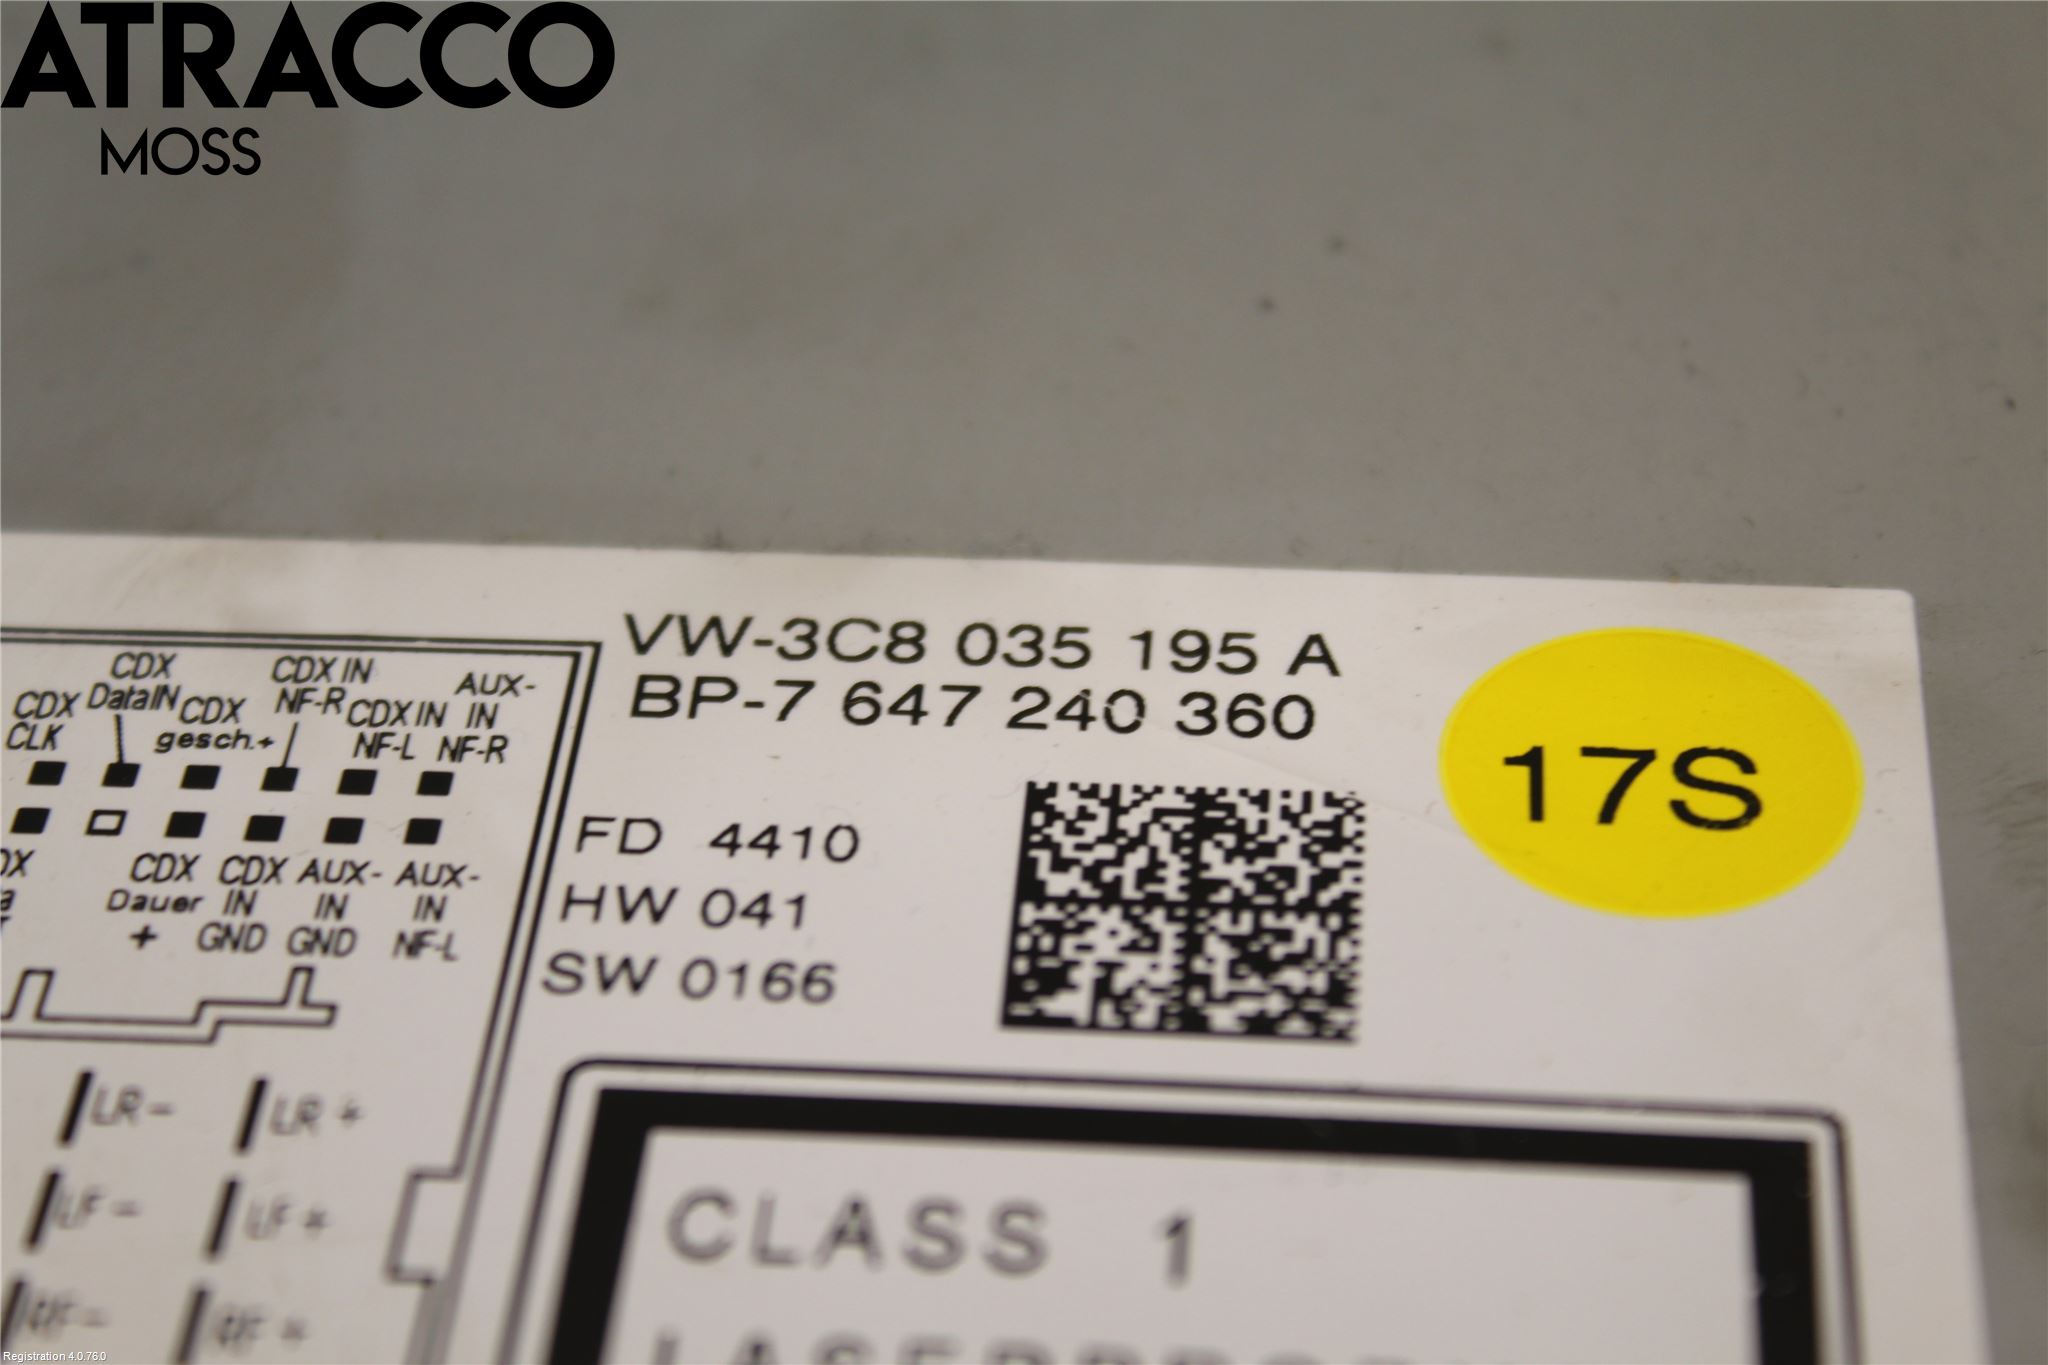 ATRACCO
MOSS
VW-3C8 035 195 A
BP-7 647 240 360
17S
FD 4410
HW 041
SW 0166
CDX CLK
CDX DataIN
CDX gesch.+
CDX IN NF-R
CDX IN NF-L
AUX-IN NF-R
CDX Dauer +
CDX IN GND
AUX-IN GND
AUX-IN NF-L
LR -
LR +
LF -
LF +
CLASS 1
Registration 4.0.76.0